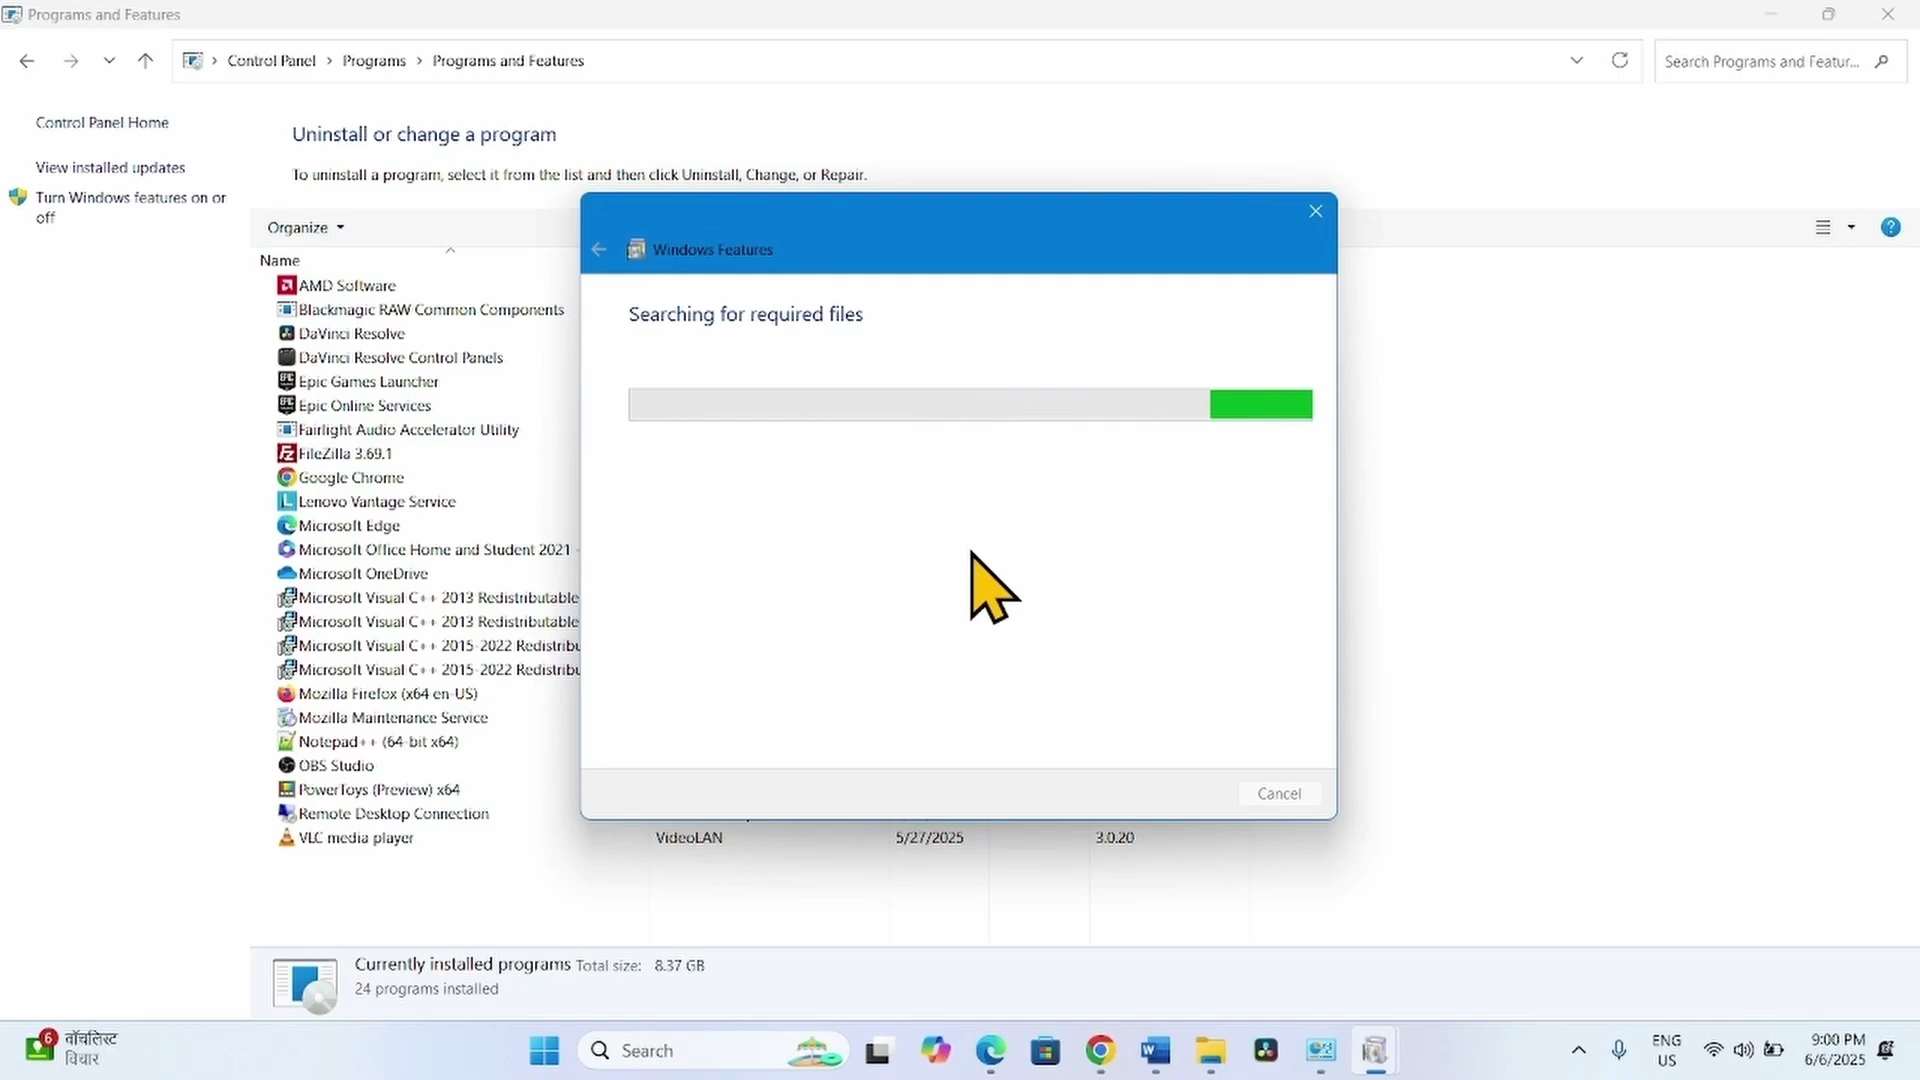 Programs and Features
Control Panel > Programs > Programs and Features
Search Programs and Featur...
Control Panel Home
View installed updates
Turn Windows features on or
off
Uninstall or change a program
To uninstall a program, select it from the list and then click Uninstall, Change, or Repair.
Organize
Name
AMD Software
Blackmagic RAW Common Components
DaVinci Resolve
DaVinci Resolve Control Panels
Epic Games Launcher
Epic Online Services
Fairlight Audio Accelerator Utility
FileZilla 3.69.1
Google Chrome
Lenovo Vantage Service
Microsoft Edge
Microsoft Office Home and Student 2021 -
Microsoft OneDrive
Microsoft Visual C++ 2013 Redistributable
Microsoft Visual C++ 2013 Redistributable
Microsoft Visual C++ 2015-2022 Redistribu
Microsoft Visual C++ 2015-2022 Redistribu
Mozilla Firefox (x64 en-US)
Mozilla Maintenance Service
Notepad++ (64-bit x64)
OBS Studio
PowerToys (Preview) x64
Remote Desktop Connection
VLC media player VideoLAN 5/27/2025 3.0.20
Windows Features
Searching for required files
Cancel
Currently installed programs Total size: 8.37 GB
24 programs installed
6
वॉचलिस्ट
विचार
Search
ENG
US
9:00 PM
6/6/2025